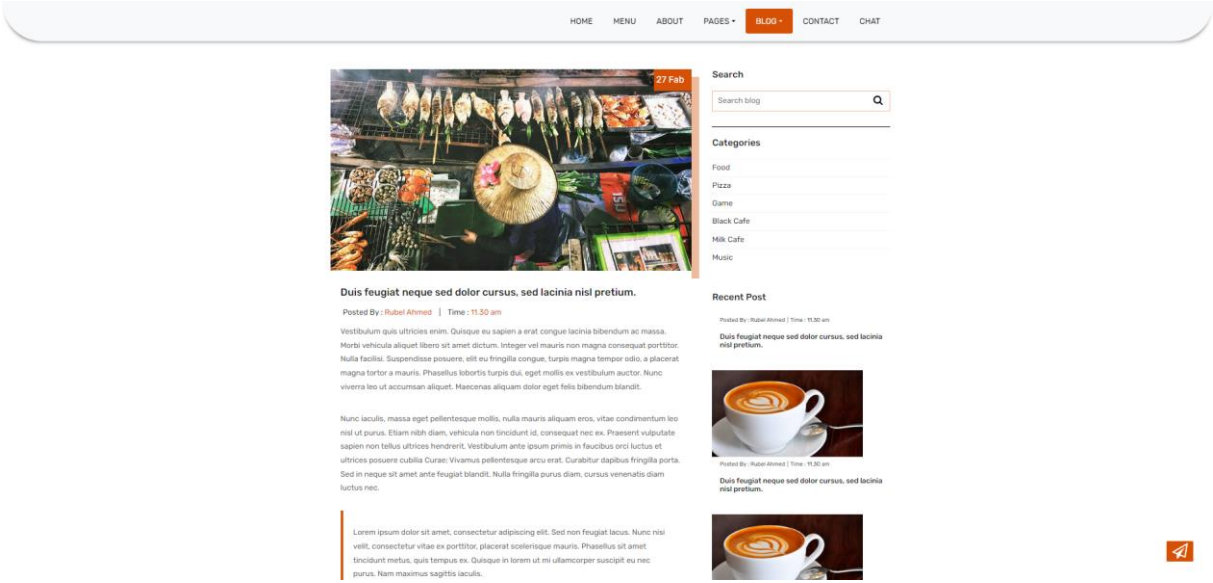 HOME MENU ABOUT PAGES BLOG CONTACT CHAT
27 Fab
Duis feugiat neque sed dolor cursus, sed lacinia nisl pretium.
Posted By : Rubel Ahmed | Time : 11.30 am
Vestibulum quis ultricies enim. Quisque eu sapien a erat congue lacinia bibendum ac massa.
Morbi vehicula aliquet libero sit amet dictum. Integer vel mauris non magna consequat porttitor.
Nulla facilisi. Suspendisse posuere, elit eu fringilla congue, turpis magna tempor odio, a placerat
magna tortor a mauris. Phasellus lobortis turpis dui, eget mollis ex vestibulum auctor. Nunc
viverra leo ut accumsan aliquet. Maecenas aliquam dolor eget felis bibendum blandit.
Nunc iaculis, massa eget pellentesque mollis, nulla mauris aliquam eros, vitae condimentum leo
nisl ut purus. Etiam nibh diam, vehicula non tincidunt id, consequat nec ex. Praesent vulputate
sapien non tellus ultrices hendrerit. Vestibulum ante ipsum primis in faucibus orci luctus et
ultrices posuere cubilia Curae; Vivamus pellentesque arcu erat. Curabitur dapibus fringilla porta.
Sed in neque sit amet ante feugiat blandit. Nulla fringilla purus diam, cursus venenatis diam
luctus nec.
Lorem ipsum dolor sit amet, consectetur adipiscing elit. Sed non feugiat lacus. Nunc nisi
velit, consectetur vitae ex porttitor, placerat scelerisque mauris. Phasellus sit amet
tincidunt metus, quis tempus ex. Quisque in lorem ut mi ullamcorper suscipit eu nec
purus. Nam maximus sagittis iaculis.
Search
Search blog
Categories
Food
Pizza
Game
Black Cafe
Milk Cafe
Music
Recent Post
Posted By : Rubel Ahmed | Time : 11.30 am
Duis feugiat neque sed dolor cursus, sed lacinia
nisl pretium.
Posted By : Rubel Ahmed | Time : 11.30 am
Duis feugiat neque sed dolor cursus, sed lacinia
nisl pretium.